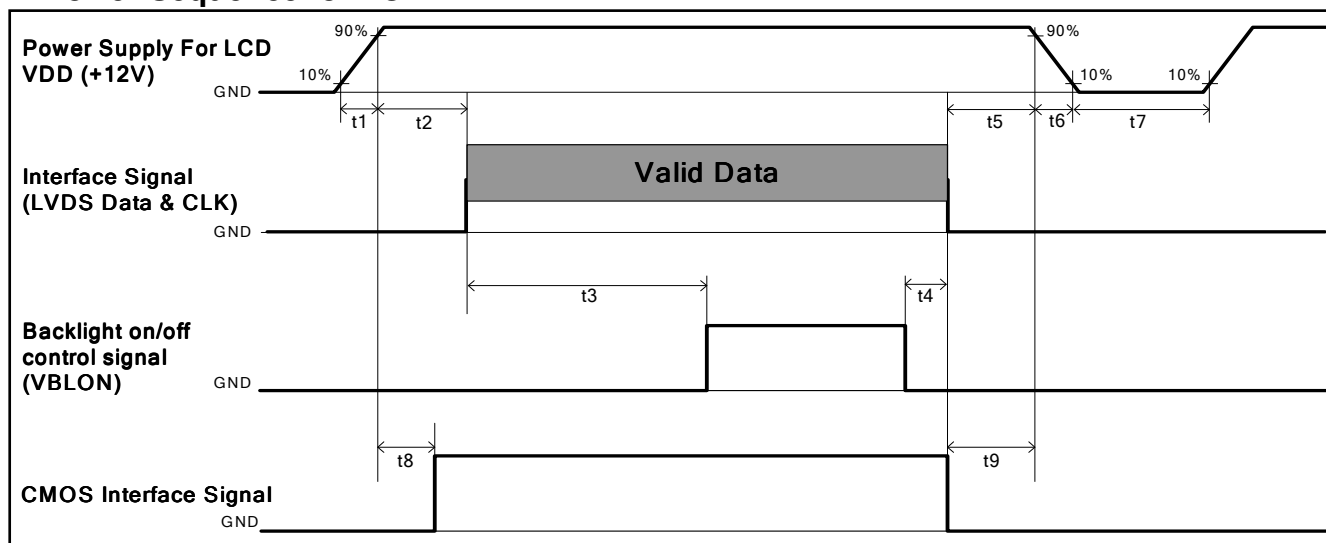 Power Supply For LCD
VDD (+12V)
GND
10%
90%
90%
10%
10%
t1
t2
t5
t6
t7
Interface Signal
(LVDS Data & CLK)
GND
Valid Data
t3
t4
Backlight on/off
control signal
(VBLON)
GND
t8
t9
CMOS Interface Signal
GND